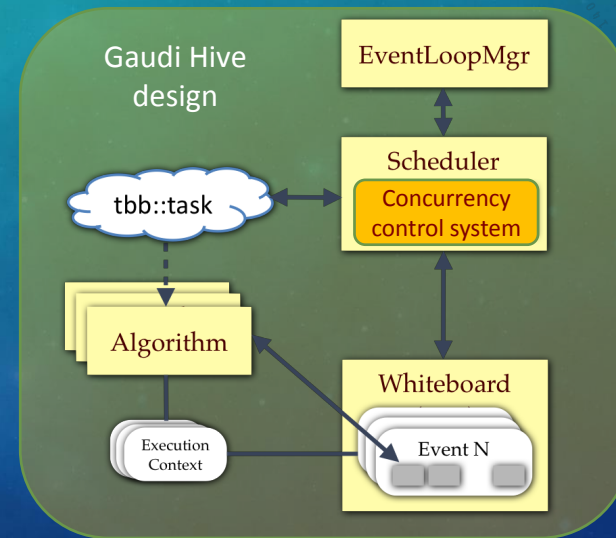 Gaudi Hive
design
EventLoopMgr
Scheduler
Concurrency
control system
tbb::task
Algorithm
Whiteboard
Execution
Context
Event N